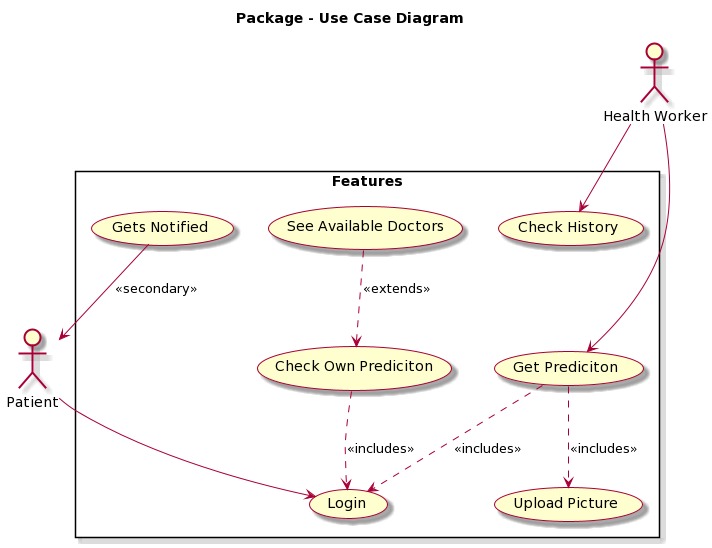 Package - Use Case Diagram
Health Worker
Features
Gets Notified
See Available Doctors
Check History
«secondary»
«extends»
Patient
Check Own Prediciton
Get Prediciton
«includes»
«includes»
«includes»
Login
Upload Picture